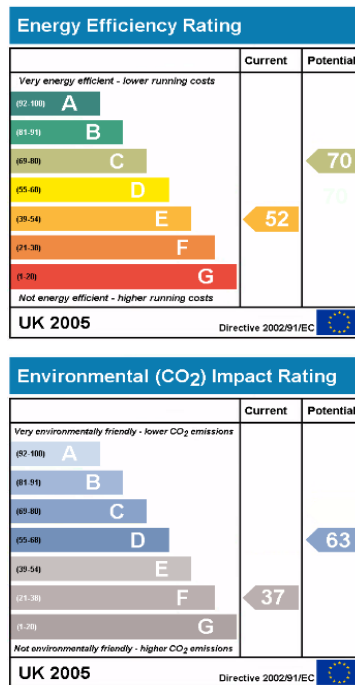 Energy Efficiency Rating
Current Potential
Very energy efficient - lower running costs
(92-100) A
(81-91) B
(69-80) C
70
(55-68) D
(39-54) E
52
(21-38) F
(1-20) G
Not energy efficient - higher running costs
UK 2005 Directive 2002/91/EC
Environmental (CO2) Impact Rating
Current Potential
Very environmentally friendly - lower CO2 emissions
(92-100) A
(81-91) B
(69-80) C
(55-68) D
63
(39-54) E
(21-38) F
37
(1-20) G
Not environmentally friendly - higher CO2 emissions
UK 2005 Directive 2002/91/EC